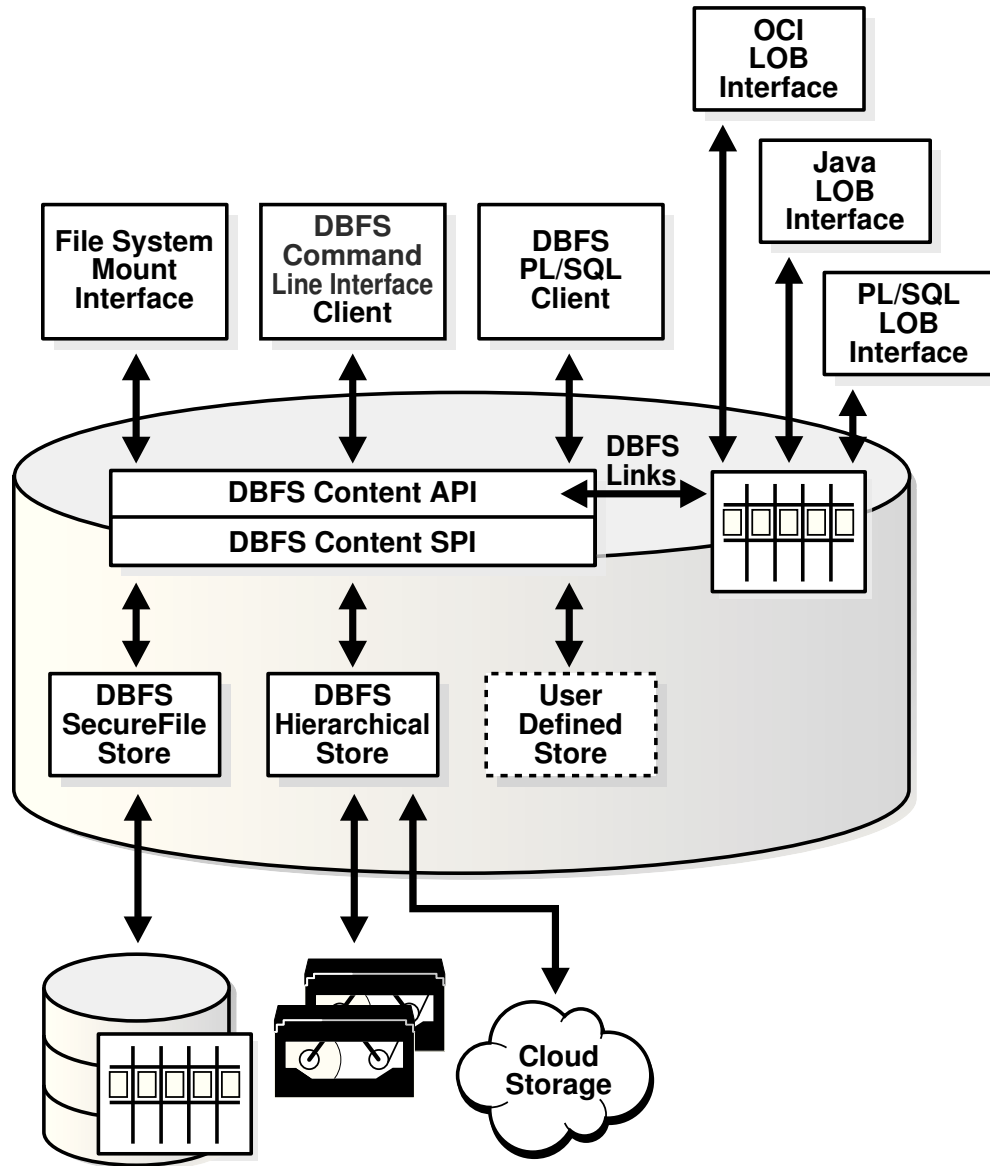 OCI
LOB
Interface
Java
LOB
Interface
PL/SQL
LOB
Interface
File System
Mount
Interface
DBFS
Command
Line Interface
Client
DBFS
PL/SQL
Client
DBFS
Links
DBFS Content API
DBFS Content SPI
DBFS
SecureFile
Store
DBFS
Hierarchical
Store
User
Defined
Store
Cloud
Storage